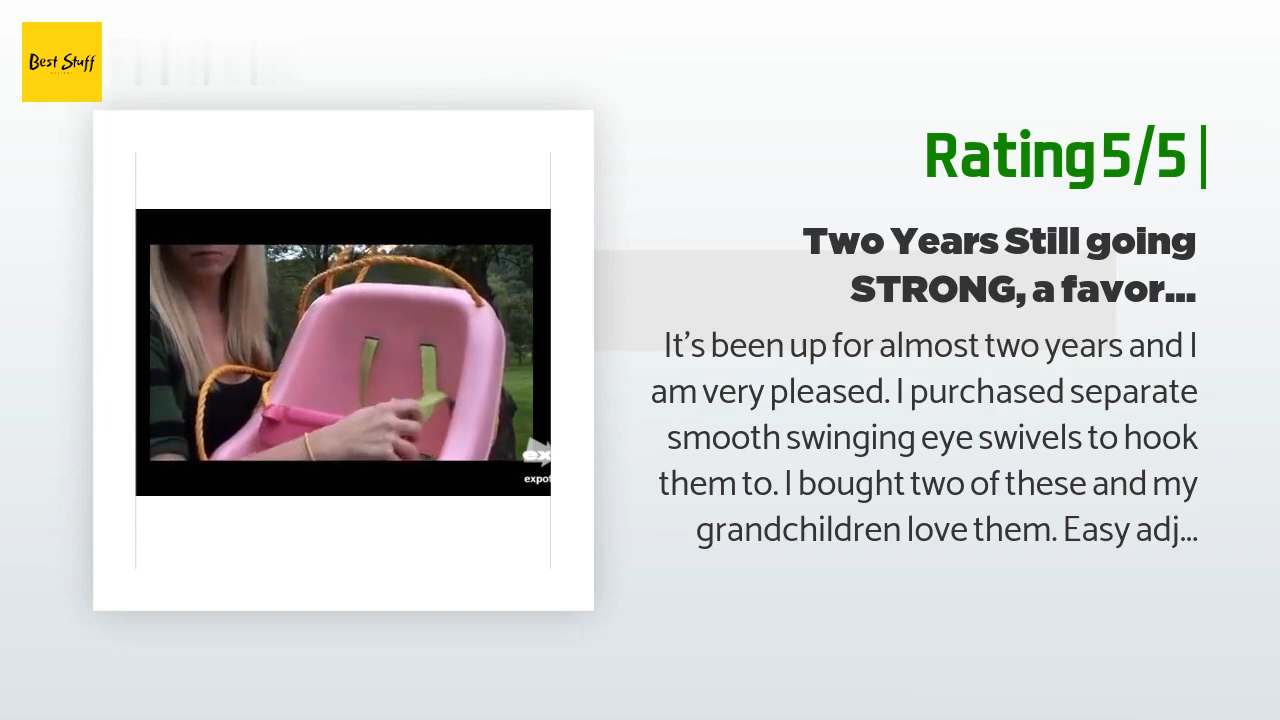 Best Stuff
Rating 5/5 |
Two Years Still going
STRONG, a favor...
It's been up for almost two years and I
am very pleased. I purchased separate
smooth swinging eye swivels to hook
them to. I bought two of these and my
grandchildren love them. Easy adj...
ex
expot